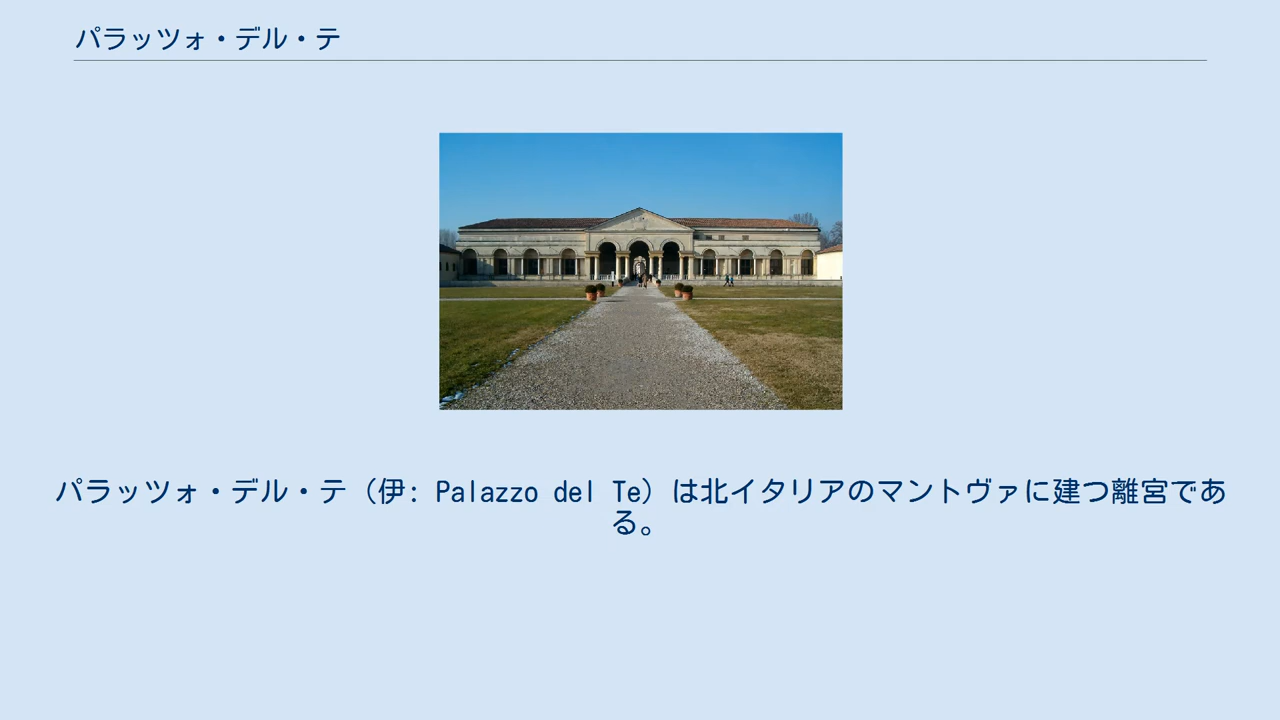 パラッツォ・デル・テ
パラッツォ・デル・テ（伊: Palazzo del Te）は北イタリアのマントヴァに建つ離宮であ
る。